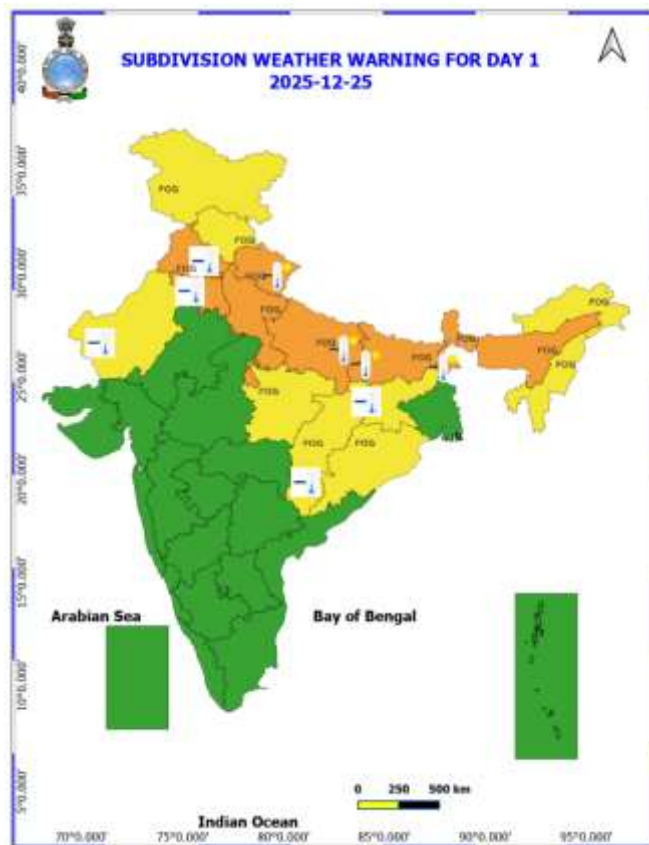 SUBDIVISION WEATHER WARNING FOR DAY 1
2025-12-25
40°0.000'
35°0.000'
30°0.000'
25°0.000'
20°0.000'
15°0.000'
10°0.000'
5°0.000'
FOG
FOG
FOG
FOG
FOG
FOG
FOG
FOG
FOG
FOG
FOG
FOG
FOG
FOG
Arabian Sea
Bay of Bengal
0 250 500 km
Indian Ocean
70°0.000' 75°0.000' 80°0.000' 85°0.000' 90°0.000' 95°0.000'